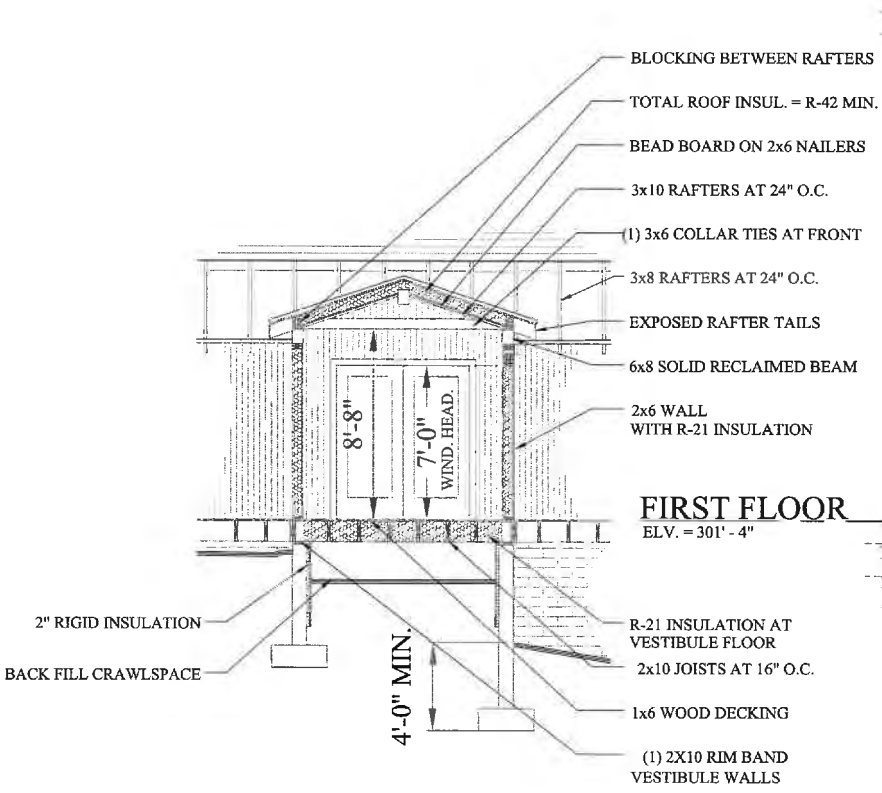 BLOCKING BETWEEN RAFTERS
TOTAL ROOF INSUL. = R-42 MIN.
BEAD BOARD ON 2x6 NAILERS
3x10 RAFTERS AT 24" O.C.
(1) 3x6 COLLAR TIES AT FRONT
3x8 RAFTERS AT 24" O.C.
EXPOSED RAFTER TAILS
6x8 SOLID RECLAIMED BEAM
2x6 WALL
WITH R-21 INSULATION
8'-8"
7'-0"
WIND. HEAD.
FIRST FLOOR
ELV. = 301' - 4"
2" RIGID INSULATION
BACK FILL CRAWLSPACE
4'-0" MIN.
R-21 INSULATION AT
VESTIBULE FLOOR
2x10 JOISTS AT 16" O.C.
1x6 WOOD DECKING
(1) 2X10 RIM BAND
VESTIBULE WALLS